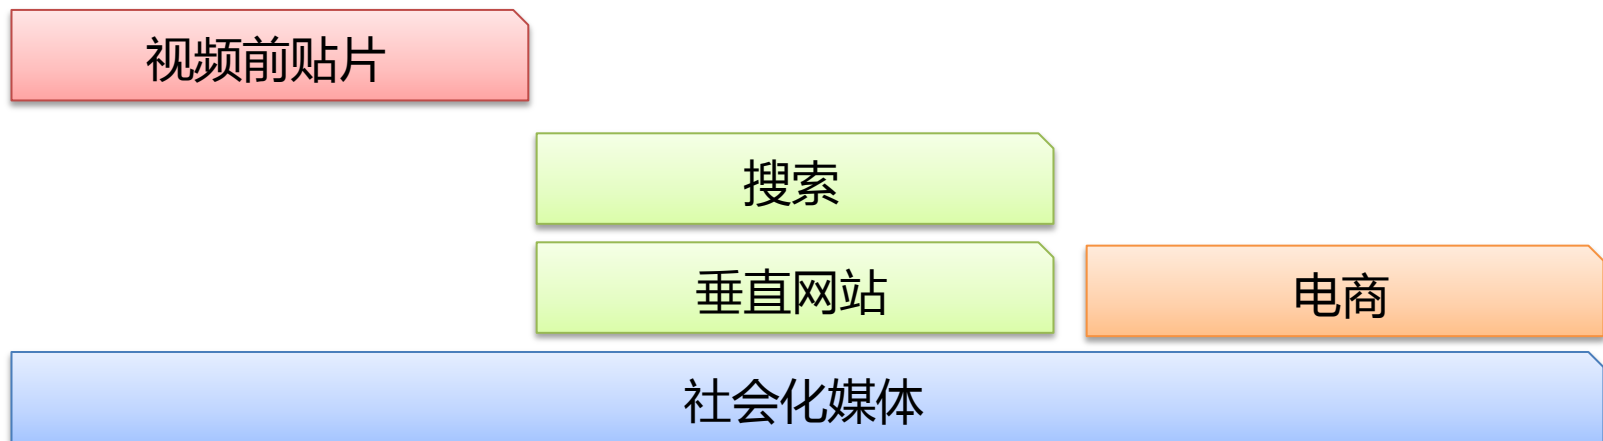 视频前贴片
搜索
垂直网站
电商
社会化媒体